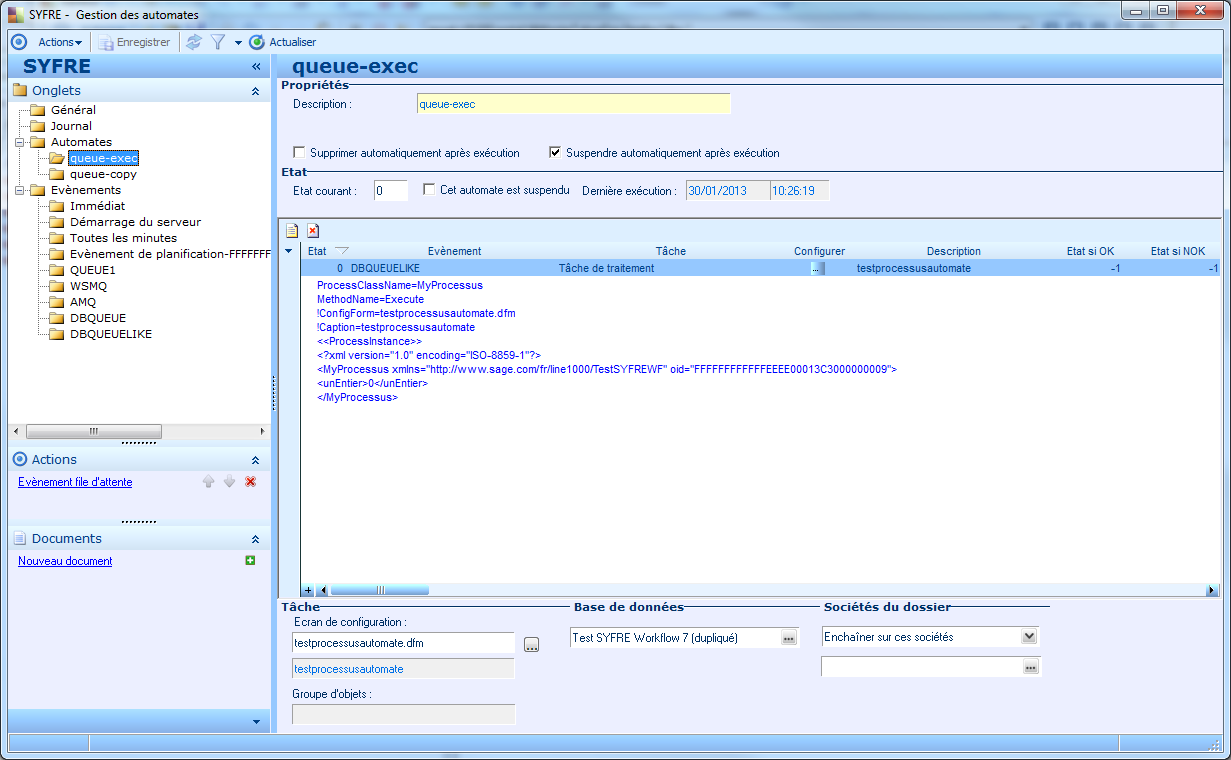 SYFRE - Gestion des automates
Actions Enregistrer Actualiser
SYFRE «
Onglets
Général
Journal
Automates
queue-exec
queue-copy
Evènements
Immédiat
Démarrage du serveur
Toutes les minutes
Evènement de planification-FFFFFFF
QUEUE1
WSMQ
AMQ
DBQUEUE
DBQUEUELIKE
Actions
Evènement file d'attente
Documents
Nouveau document
queue-exec
Propriétés
Description : queue-exec
Supprimer automatiquement après exécution Suspendre automatiquement après exécution
Etat
Etat courant : 0 Cet automate est suspendu Dernière exécution : 30/01/2013 10:26:19
Etat Evènement Tâche Configurer Description Etat si OK Etat si NOK
0 DBQUEUELIKE Tâche de traitement ... testprocessusautomate -1 -1
ProcessClassName=MyProcessus
MethodName=Execute
!ConfigForm=testprocessusautomate.dfm
!Caption=testprocessusautomate
<<ProcessInstance>>
<?xml version="1.0" encoding="ISO-8859-1"?>
<MyProcessus xmlns="http://www.sage.com/fr/line1000/TestSYFREWF" oid="FFFFFFFFFFFFEEEE00013C3000000009">
<unEntier>0</unEntier>
</MyProcessus>
Tâche
Ecran de configuration :
testprocessusautomate.dfm ...
testprocessusautomate
Groupe d'objets :
Base de données
Test SYFRE Workflow 7 (dupliqué) ...
Sociétés du dossier
Enchaîner sur ces sociétés
...